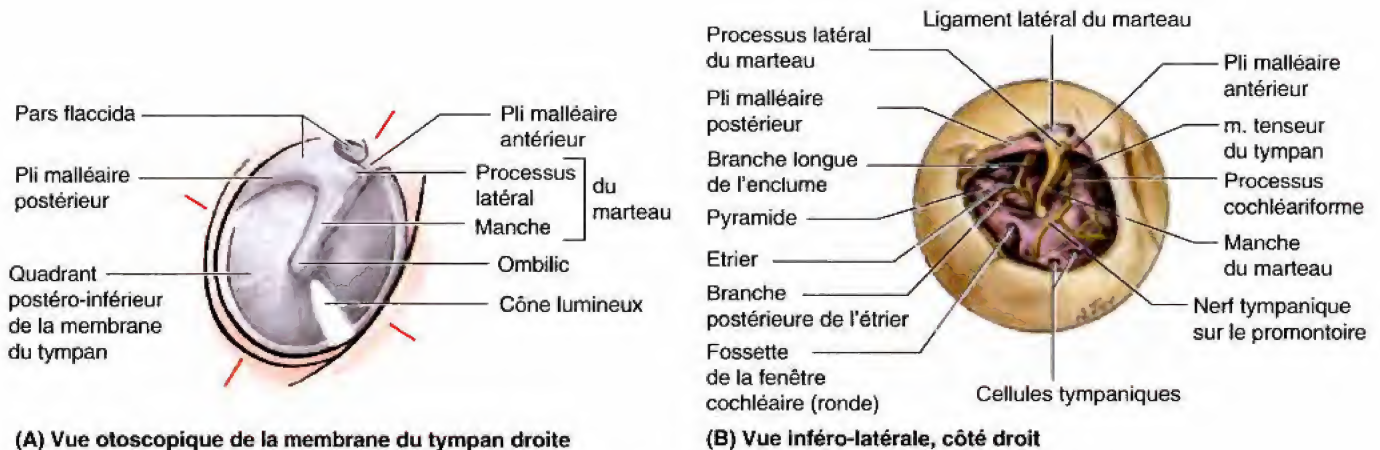 Pars flaccida
Pli malléaire
postérieur
Quadrant
postéro-inférieur
de la membrane
du tympan
Pli malléaire
antérieur
Processus
latéral
Manche
du
marteau
Ombilic
Cône lumineux
(A) Vue otoscopique de la membrane du tympan droite
Ligament latéral du marteau
Processus latéral
du marteau
Pli malléaire
postérieur
Branche longue
de l'enclume
Pyramide
Etrier
Branche
postérieure de l'étrier
Fossette
de la fenêtre
cochléaire (ronde)
Pli malléaire
antérieur
m. tenseur
du tympan
Processus
cochléariforme
Manche
du marteau
Nerf tympanique
sur le promontoire
Cellules tympaniques
(B) Vue inféro-latérale, côté droit